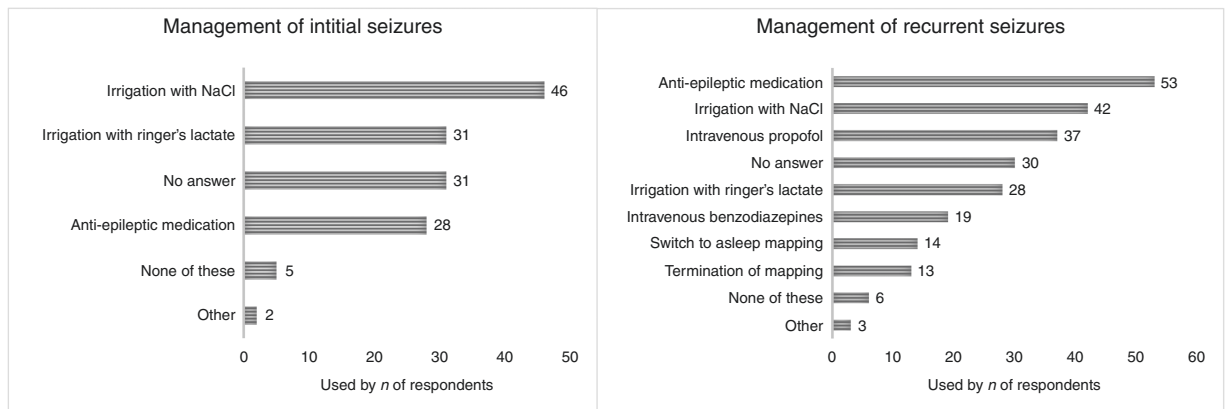 Management of intitial seizures
Irrigation with NaCl 46
Irrigation with ringer's lactate 31
No answer 31
Anti-epileptic medication 28
None of these 5
Other 2
0 10 20 30 40 50
Used by n of respondents
Management of recurrent seizures
Anti-epileptic medication 53
Irrigation with NaCl 42
Intravenous propofol 37
No answer 30
Irrigation with ringer's lactate 28
Intravenous benzodiazepines 19
Switch to asleep mapping 14
Termination of mapping 13
None of these 6
Other 3
0 10 20 30 40 50 60
Used by n of respondents